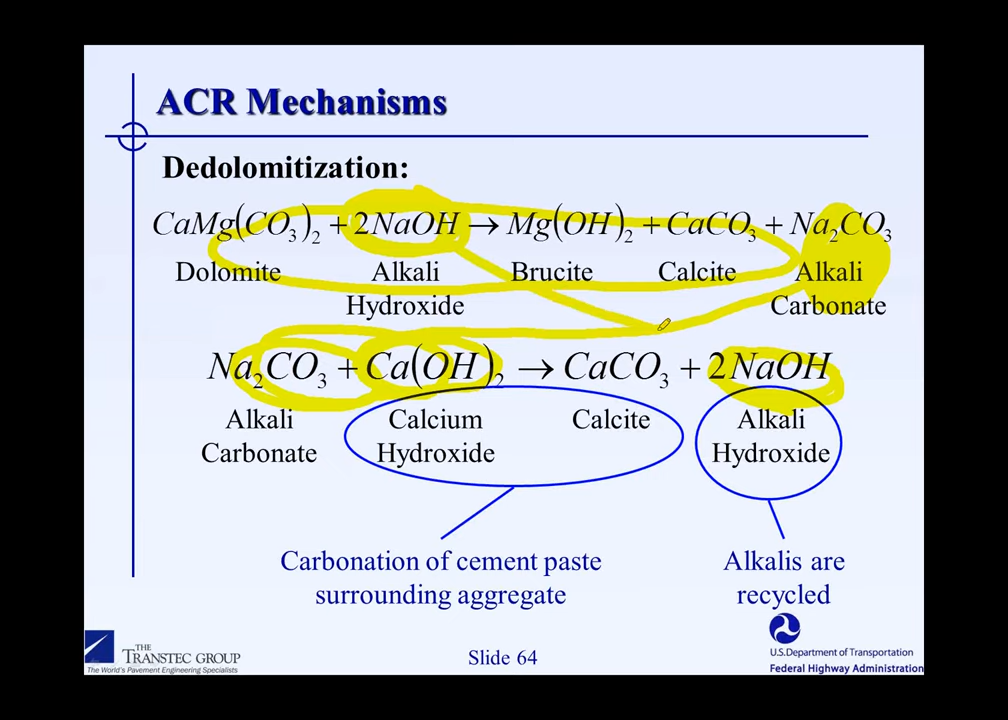 ACR Mechanisms
Dedolomitization:
CaMg(CO₃)₂ + 2NaOH → Mg(OH)₂ + CaCO₃ + Na₂CO₃
Dolomite Alkali Brucite Calcite Alkali
Hydroxide Carbonate
Na₂CO₃ + Ca(OH)₂ → CaCO₃ + 2NaOH
Alkali Calcium Calcite Alkali
Carbonate Hydroxide Hydroxide
Carbonation of cement paste Alkalis are
surrounding aggregate recycled
THE
TRANSTEC GROUP
The World's Pavement Engineering Specialists
Slide 64
U.S.Department of Transportation
Federal Highway Administration